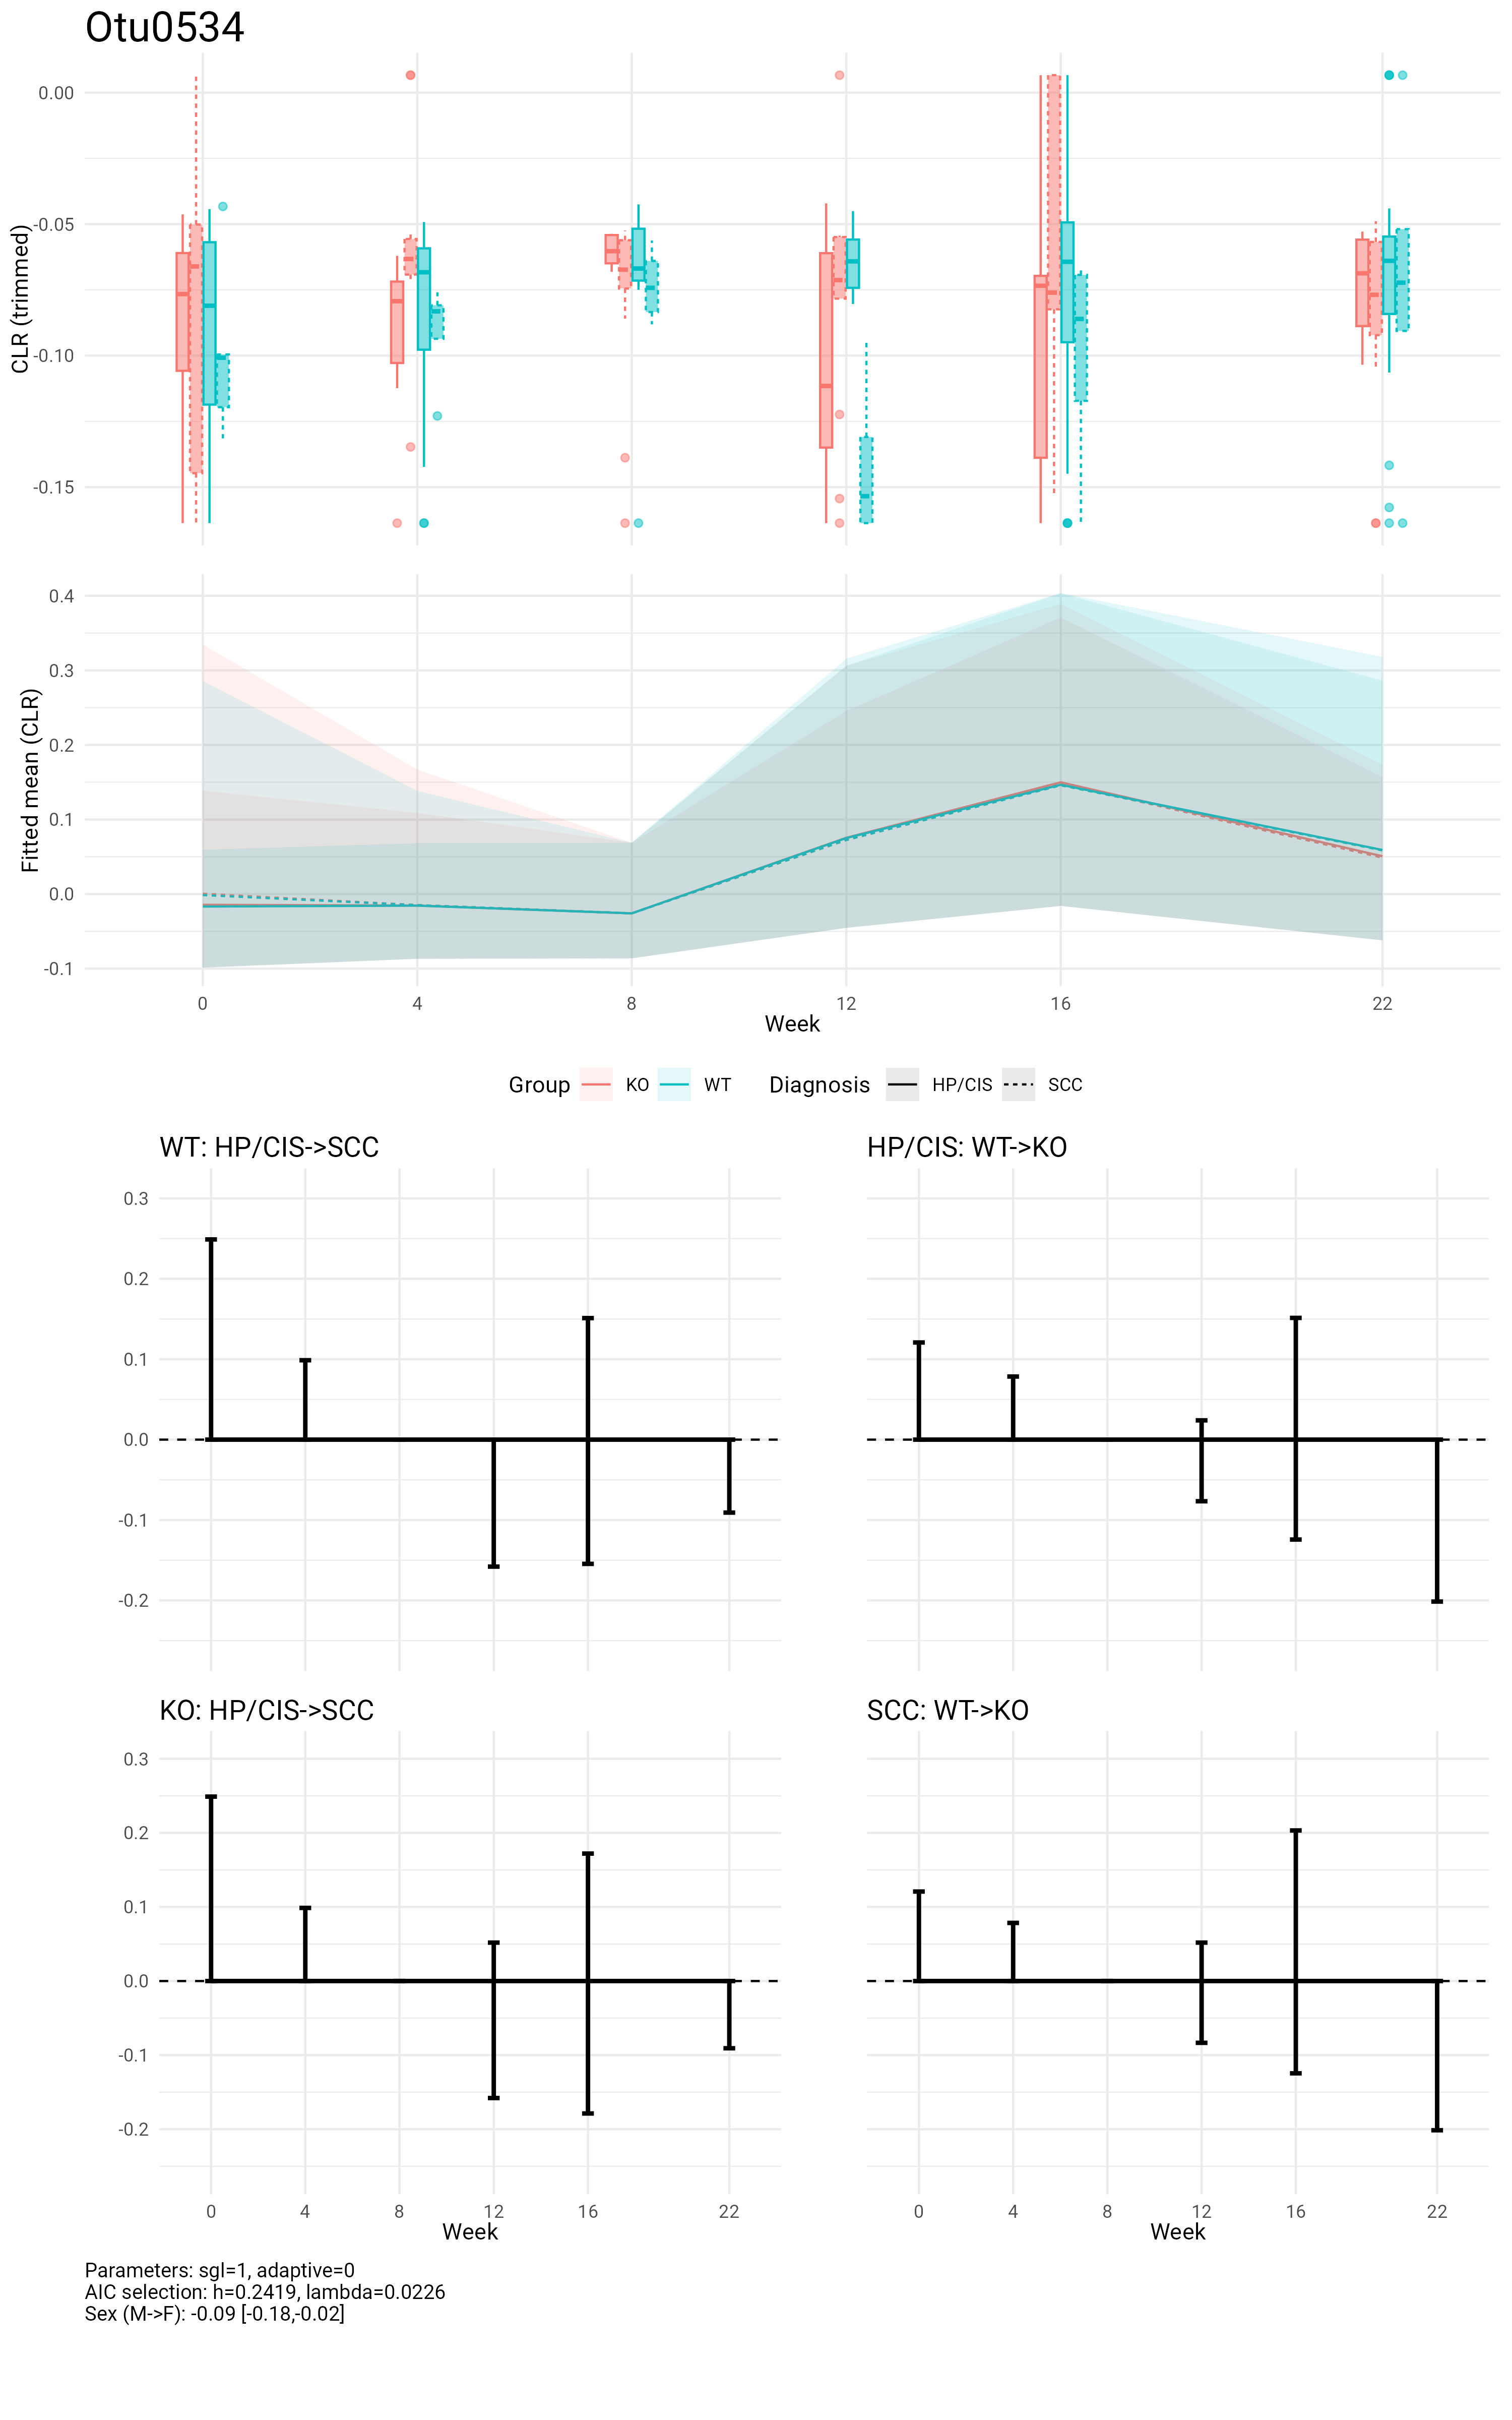 Otu0534
CLR (trimmed)
0.00
-0.05
-0.10
-0.15
Fitted mean (CLR)
0.4
0.3
0.2
0.1
0.0
-0.1
0 4 8 12 16 22
Week
Group KO WT Diagnosis HP/CIS SCC
WT: HP/CIS->SCC
0.3
0.2
0.1
0.0
-0.1
-0.2
HP/CIS: WT->KO
KO: HP/CIS->SCC
0.3
0.2
0.1
0.0
-0.1
-0.2
0 4 8 12 16 22
Week
SCC: WT->KO
0 4 8 12 16 22
Week
Parameters: sgl=1, adaptive=0
AIC selection: h=0.2419, lambda=0.0226
Sex (M->F): -0.09 [-0.18,-0.02]